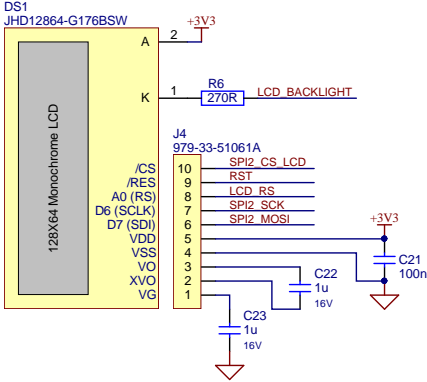 DS1
JHD12864-G176BSW
+3V3
A 2
K 1
R6
270R
LCD_BACKLIGHT
128X64 Monochrome LCD
J4
979-33-51061A
/CS 10 SPI2_CS_LCD
/RES 9 RST
A0 (RS) 8 LCD_RS
D6 (SCLK) 7 SPI2_SCK
D7 (SDI) 6 SPI2_MOSI
VDD 5
VSS 4
VO 3
XVO 2
VG 1
+3V3
C21
100n
C22
1u
16V
C23
1u
16V